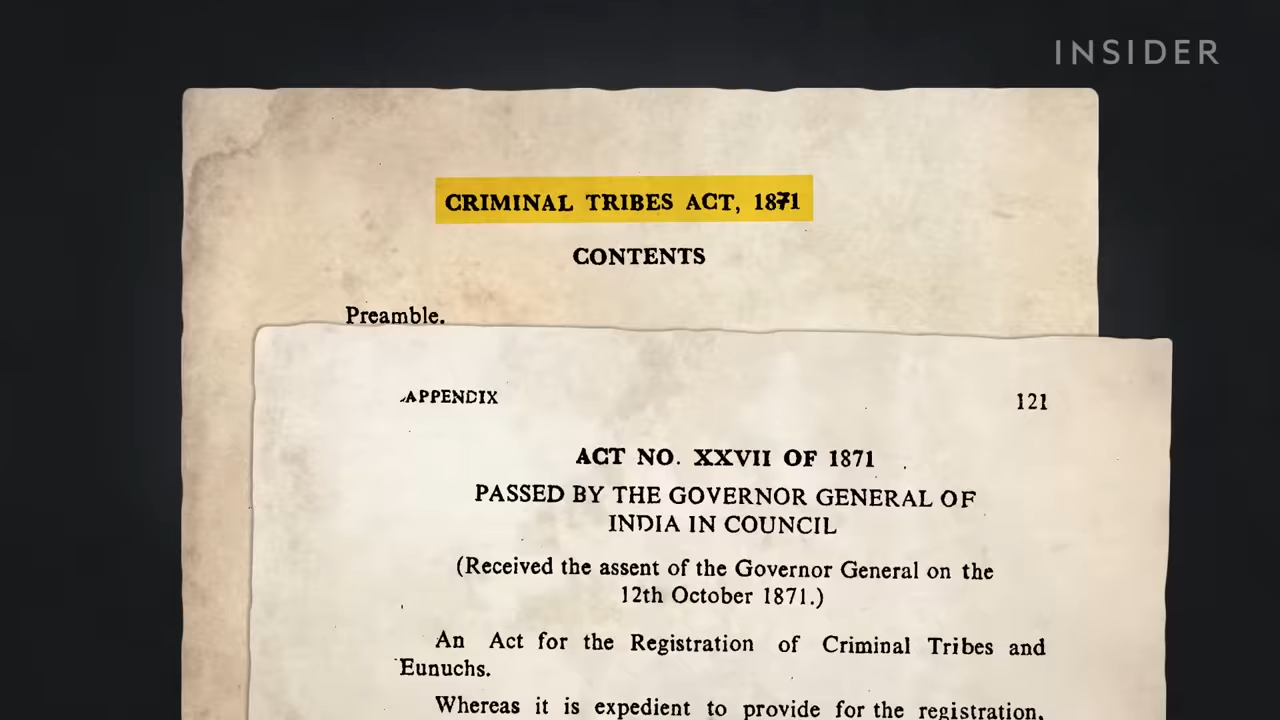 INSIDER
CRIMINAL TRIBES ACT, 1871
CONTENTS
Preamble.
APPENDIX 121
ACT NO. XXVII OF 1871
PASSED BY THE GOVERNOR GENERAL OF
INDIA IN COUNCIL
(Received the assent of the Governor General on the
12th October 1871.)
An Act for the Registration of Criminal Tribes and
Eunuchs.
Whereas it is expedient to provide for the registration,